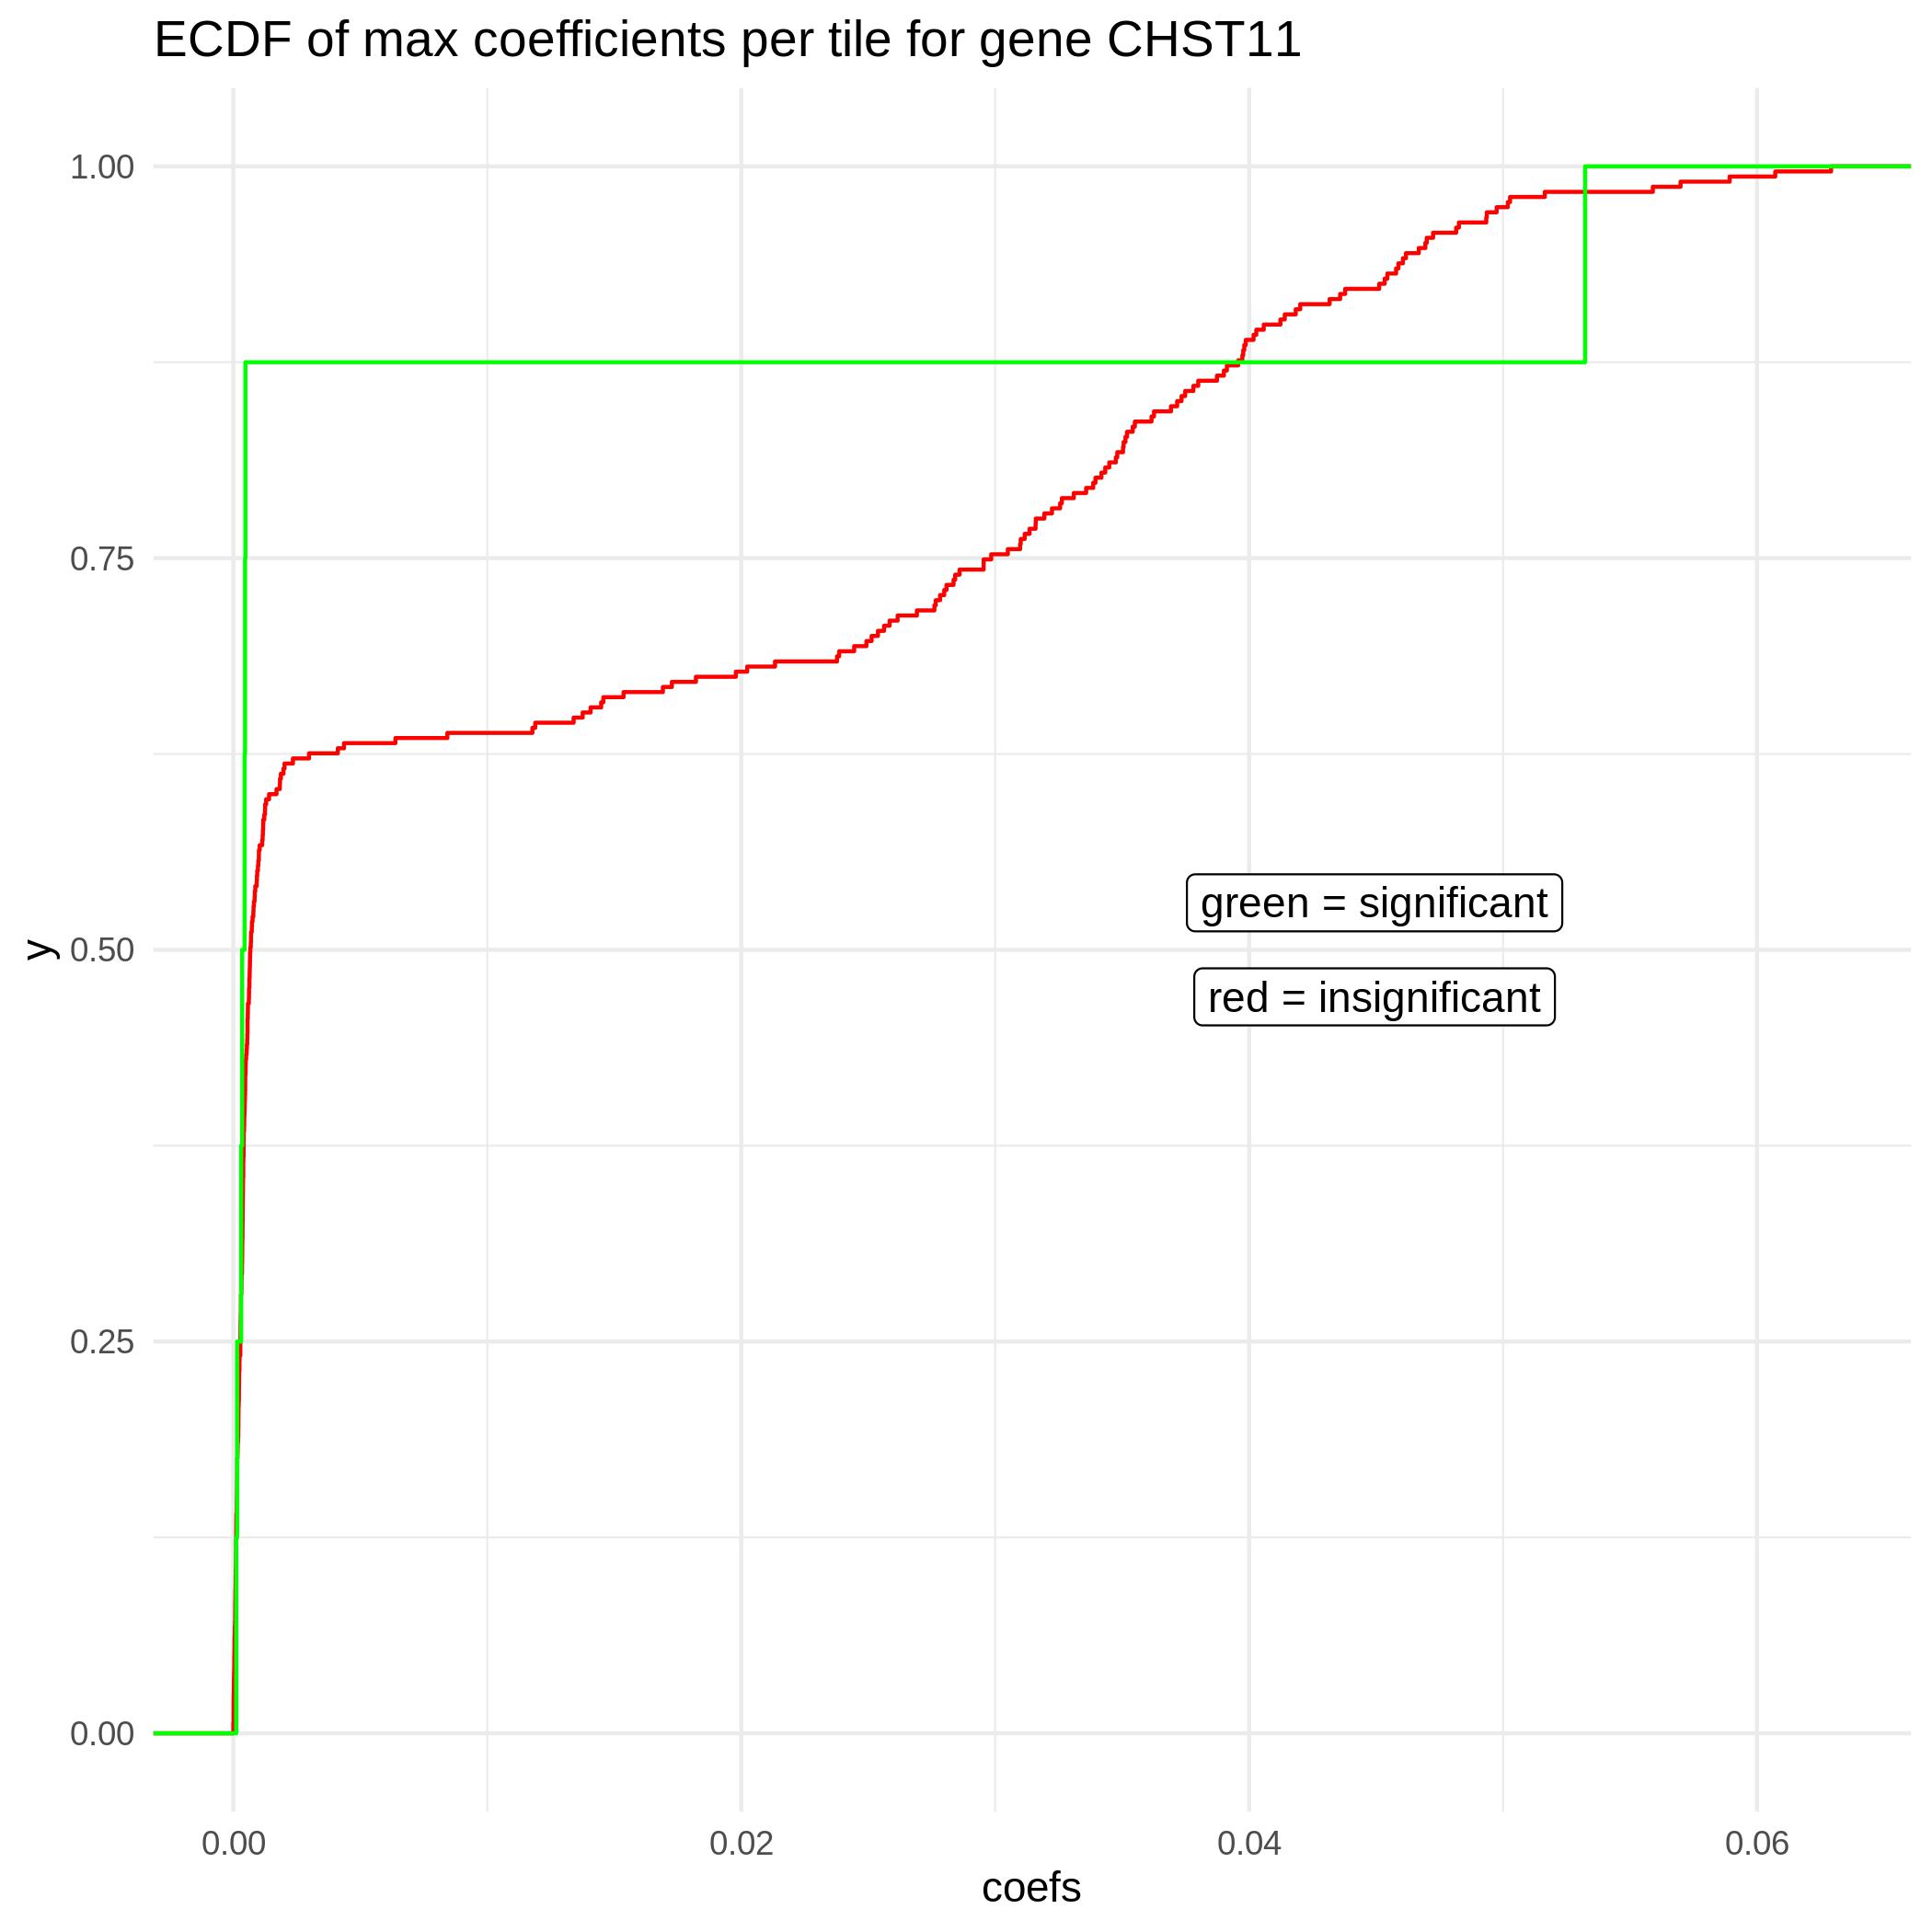 ECDF of max coefficients per tile for gene CHST11
1.00
0.75
0.50
0.25
0.00
y
green = significant
red = insignificant
0.00 0.02 0.04 0.06
coefs